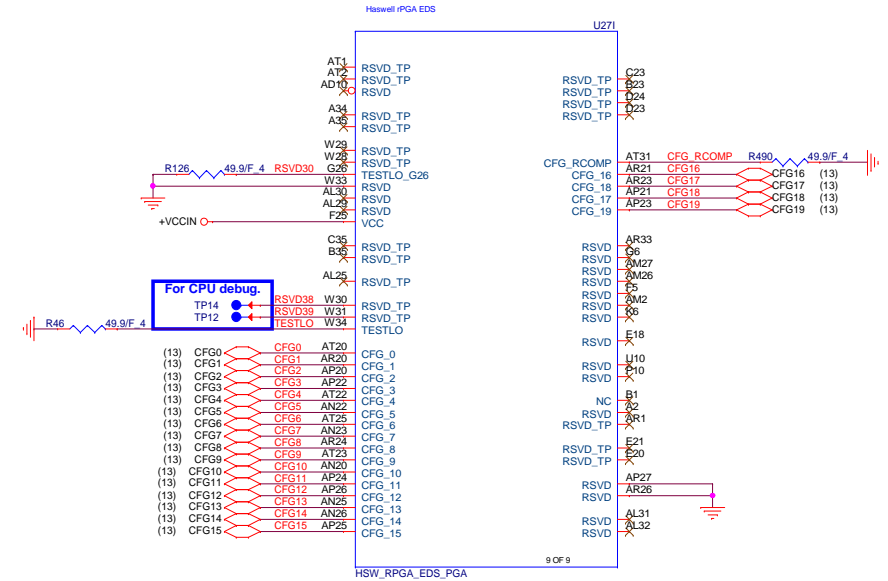 Haswell rPGA EDS
U27I
AT1 RSVD_TP
AT2 RSVD_TP
AD10 RSVD
A34 RSVD_TP
A35 RSVD_TP
W29 RSVD_TP
W28 RSVD_TP
R126 49.9/F_4 RSVD30 G26 TESTLO_G26
W33 RSVD
AL30 RSVD
AL29 RSVD
+VCCIN F25 VCC
C35 RSVD_TP
B35 RSVD_TP
AL25 RSVD_TP
For CPU debug.
TP14 RSVD38 W30 RSVD_TP
TP12 RSVD39 W31 RSVD_TP
R46 49.9/F_4 TESTLO W34 TESTLO
(13) CFG0 CFG0 AT20 CFG_0
(13) CFG1 CFG1 AR20 CFG_1
(13) CFG2 CFG2 AP20 CFG_2
(13) CFG3 CFG3 AP22 CFG_3
(13) CFG4 CFG4 AT22 CFG_4
(13) CFG5 CFG5 AN22 CFG_5
(13) CFG6 CFG6 AT25 CFG_6
(13) CFG7 CFG7 AN23 CFG_7
(13) CFG8 CFG8 AR24 CFG_8
(13) CFG9 CFG9 AT23 CFG_9
(13) CFG10 CFG10 AN20 CFG_10
(13) CFG11 CFG11 AP24 CFG_11
(13) CFG12 CFG12 AP26 CFG_12
(13) CFG13 CFG13 AN25 CFG_13
(13) CFG14 CFG14 AN26 CFG_14
(13) CFG15 CFG15 AP25 CFG_15
RSVD_TP C23
RSVD_TP B23
RSVD_TP D24
RSVD_TP D23
CFG_RCOMP AT31 CFG_RCOMP R490 49.9/F_4
CFG_16 AR21 CFG16 CFG16 (13)
CFG_18 AR23 CFG17 CFG17 (13)
CFG_17 AP21 CFG18 CFG18 (13)
CFG_19 AP23 CFG19 CFG19 (13)
RSVD AR33
RSVD G6
RSVD AM27
RSVD AM26
RSVD F5
RSVD AM2
RSVD K6
RSVD E18
RSVD U10
RSVD P10
NC B1
RSVD A2
RSVD_TP AR1
RSVD_TP E21
RSVD_TP E20
RSVD AP27
RSVD AR26
RSVD AL31
RSVD AL32
9 OF 9
HSW_RPGA_EDS_PGA